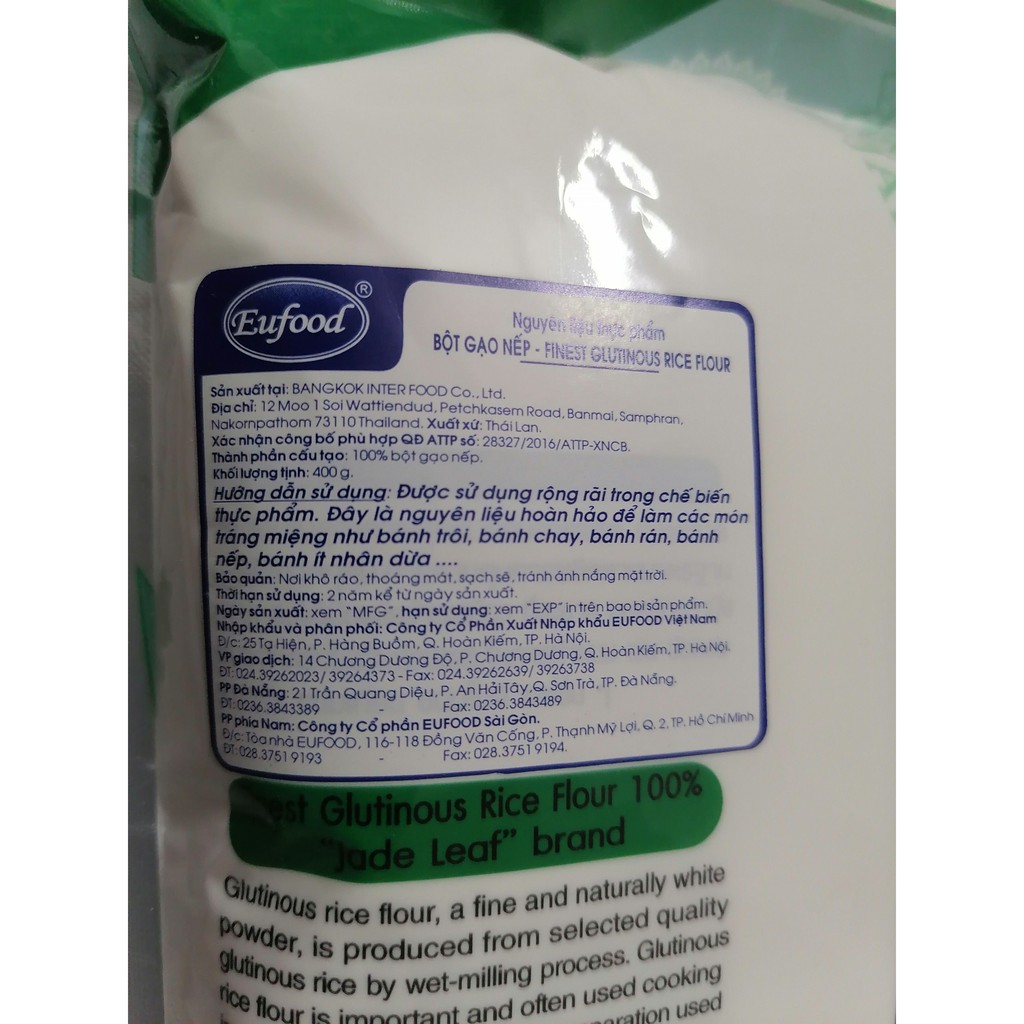 Eufood ®
Nguyên liệu thực phẩm
BỘT GẠO NẾP - FINEST GLUTINOUS RICE FLOUR
Sản xuất tại: BANGKOK INTER FOOD Co., Ltd.
Địa chỉ: 12 Moo 1 Soi Wattiendud, Petchkasem Road, Banmai, Samphran,
Nakornpathom 73110 Thailand. Xuất xứ: Thái Lan.
Xác nhận công bố phù hợp QĐ ATTP số: 28327/2016/ATTP-XNCB.
Thành phần cấu tạo: 100% bột gạo nếp.
Khối lượng tịnh: 400 g.
Hướng dẫn sử dụng: Được sử dụng rộng rãi trong chế biến
thực phẩm. Đây là nguyên liệu hoàn hảo để làm các món
tráng miệng như bánh trôi, bánh chay, bánh rán, bánh
nếp, bánh ít nhân dừa ....
Bảo quản: Nơi khô ráo, thoáng mát, sạch sẽ, tránh ánh nắng mặt trời.
Thời hạn sử dụng: 2 năm kể từ ngày sản xuất.
Ngày sản xuất: xem "MFG", hạn sử dụng: xem "EXP" in trên bao bì sản phẩm.
Nhập khẩu và phân phối: Công ty Cổ Phần Xuất Nhập khẩu EUFOOD Việt Nam
Đ/c: 25 Tạ Hiện, P. Hàng Buồm, Q. Hoàn Kiếm, TP. Hà Nội.
VP giao dịch: 14 Chương Dương Độ, P. Chương Dương, Q. Hoàn Kiếm, TP. Hà Nội.
ĐT: 024.39262023/ 39264373 - Fax: 024.39262639/ 39263738
PP Đà Nẵng: 21 Trần Quang Diệu, P. An Hải Tây, Q. Sơn Trà, TP. Đà Nẵng.
ĐT: 0236.3843389 - Fax: 0236.3843489
PP phía Nam: Công ty Cổ phần EUFOOD Sài Gòn.
Đ/c: Tòa nhà EUFOOD, 116-118 Đồng Văn Cống, P. Thạnh Mỹ Lợi, Q. 2, TP. Hồ Chí Minh
ĐT: 028.3751 9193 - Fax: 028.3751 9194.
Glutinous Rice Flour 100%
"Jade Leaf" brand
Glutinous rice flour, a fine and naturally white
powder, is produced from selected quality
glutinous rice by wet-milling process. Glutinous
rice flour is important and often used cooking
used